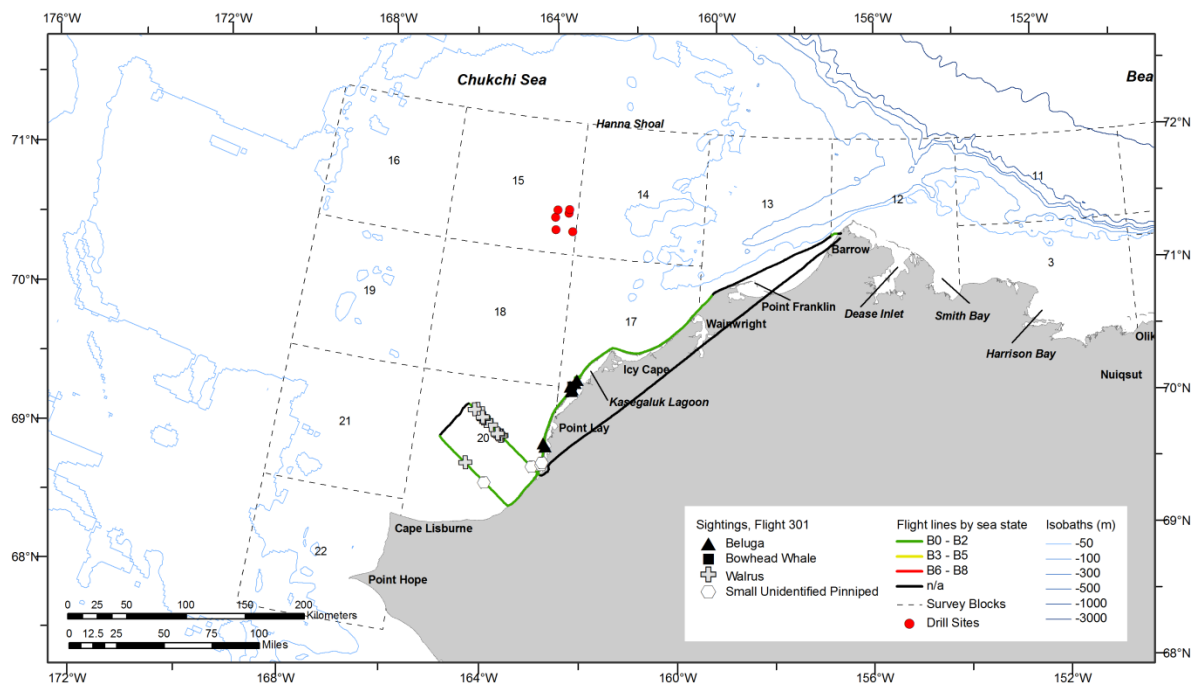 176°W 172°W 168°W 164°W 160°W 156°W 152°W
Chukchi Sea
Bea
72°N
71°N
Hanna Shoal
16
15
14
13
12
11
3
71°N
70°N
Barrow
Point Franklin
Dease Inlet
Smith Bay
Harrison Bay
Olik
Nuiqsut
19
18
17
Wainwright
Icy Cape
Kasegaluk Lagoon
70°N
69°N
21
20
Point Lay
Cape Lisburne
69°N
68°N
22
Point Hope
68°N
0 25 50 100 150 200
Kilometers
0 12.5 25 50 75 100
Miles
Sightings, Flight 301
Beluga
Bowhead Whale
Walrus
Small Unidentified Pinniped
Flight lines by sea state
B0 - B2
B3 - B5
B6 - B8
n/a
Survey Blocks
Drill Sites
Isobaths (m)
-50
-100
-300
-500
-1000
-3000
172°W 168°W 164°W 160°W 156°W 152°W